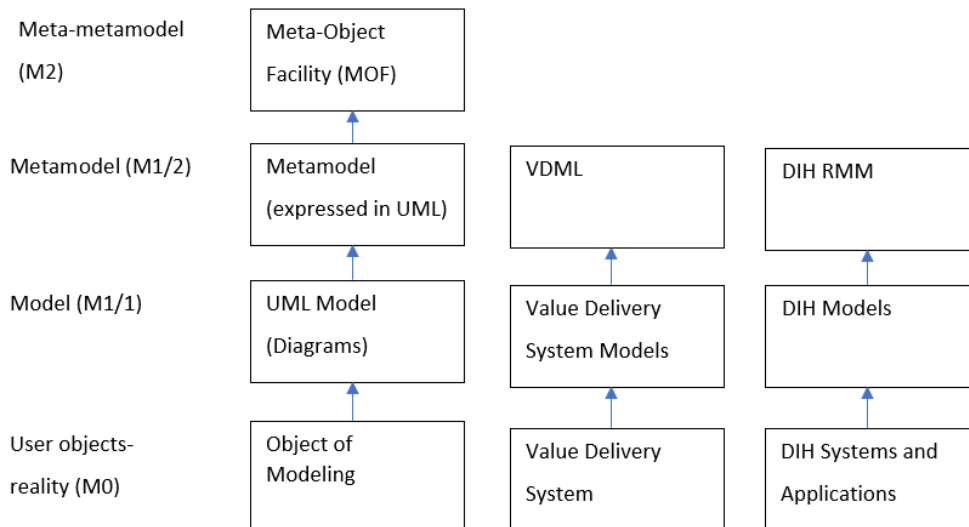 Meta-metamodel
(M2)
Meta-Object
Facility (MOF)
Metamodel (M1/2)
Metamodel
(expressed in UML)
VDML
DIH RMM
Model (M1/1)
UML Model
(Diagrams)
Value Delivery
System Models
DIH Models
User objects-
reality (M0)
Object of
Modeling
Value Delivery
System
DIH Systems and
Applications